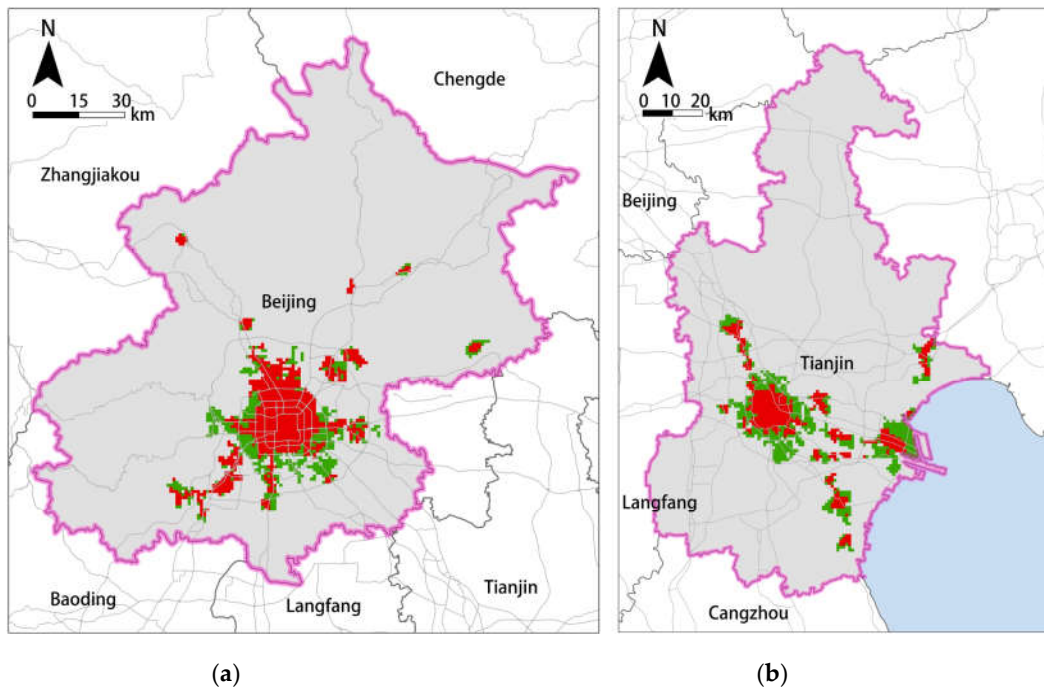 N
0 15 30
km
Chengde
Zhangjiakou
Beijing
Baoding
Langfang
Tianjin
(a)
N
0 10 20
km
Beijing
Tianjin
Langfang
Cangzhou
(b)